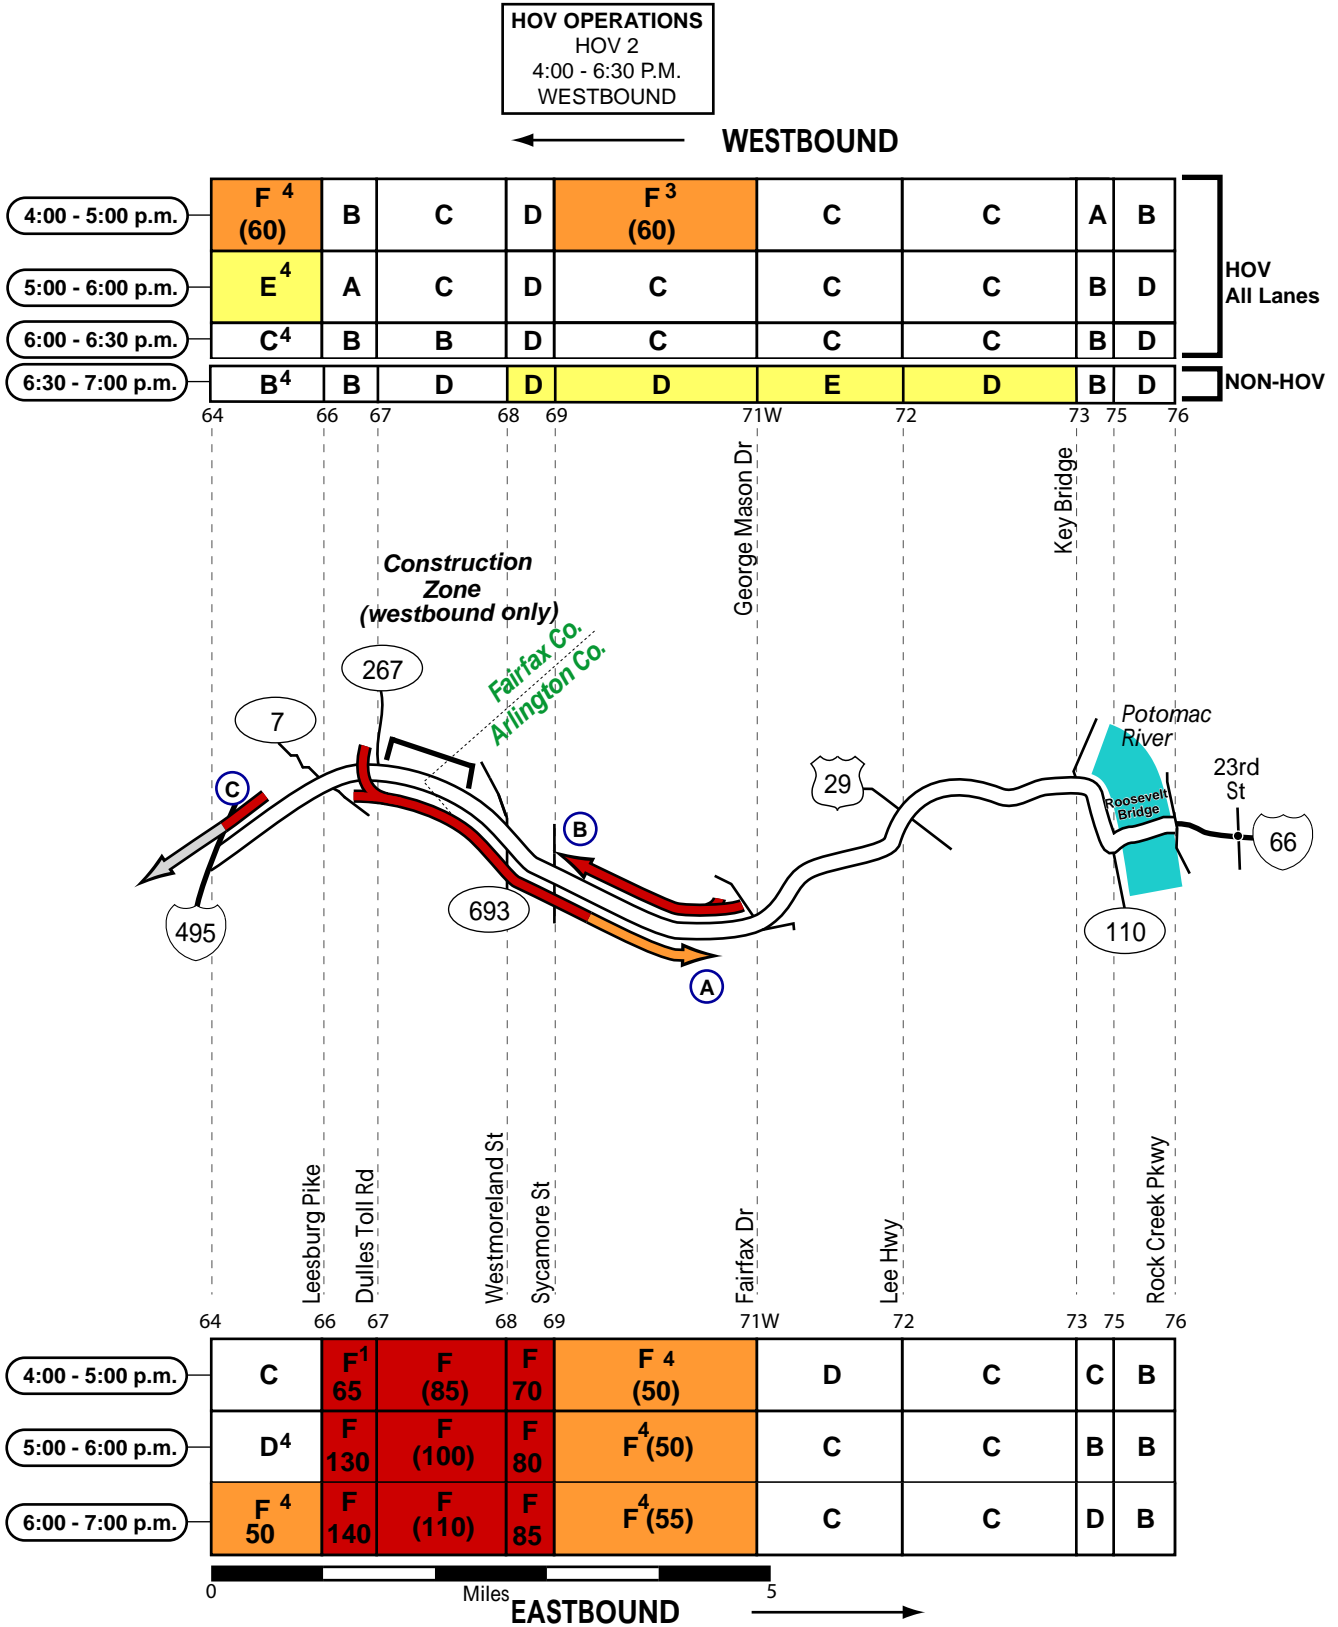 HOV OPERATIONS
HOV 2
4:00 - 6:30 P.M.
WESTBOUND
WESTBOUND
4:00 - 5:00 p.m. F 4 (60) B C D F 3 (60) C C A B
5:00 - 6:00 p.m. E 4 A C D C C C B D
6:00 - 6:30 p.m. C4 B B D C C C B D
HOV
All Lanes
6:30 - 7:00 p.m. B4 B D D D E D B D
NON-HOV
64 66 67 68 69 71W 72 73 75 76
George Mason Dr
Key Bridge
Construction
Zone
(westbound only)
Fairfax Co.
Arlington Co.
267
7
Potomac
River
23rd
St
29
Roosevelt
Bridge
66
C
B
693
495
110
A
Leesburg Pike
Dulles Toll Rd
Westmoreland St
Sycamore St
Fairfax Dr
Lee Hwy
Rock Creek Pkwy
64 66 67 68 69 71W 72 73 75 76
4:00 - 5:00 p.m. C F1 65 F (85) F 70 F 4 (50) D C C B
5:00 - 6:00 p.m. D4 F 130 F (100) F 80 F4(50) C C B B
6:00 - 7:00 p.m. F 4 50 F 140 F (110) F 85 F4(55) C C D B
0 Miles 5
EASTBOUND